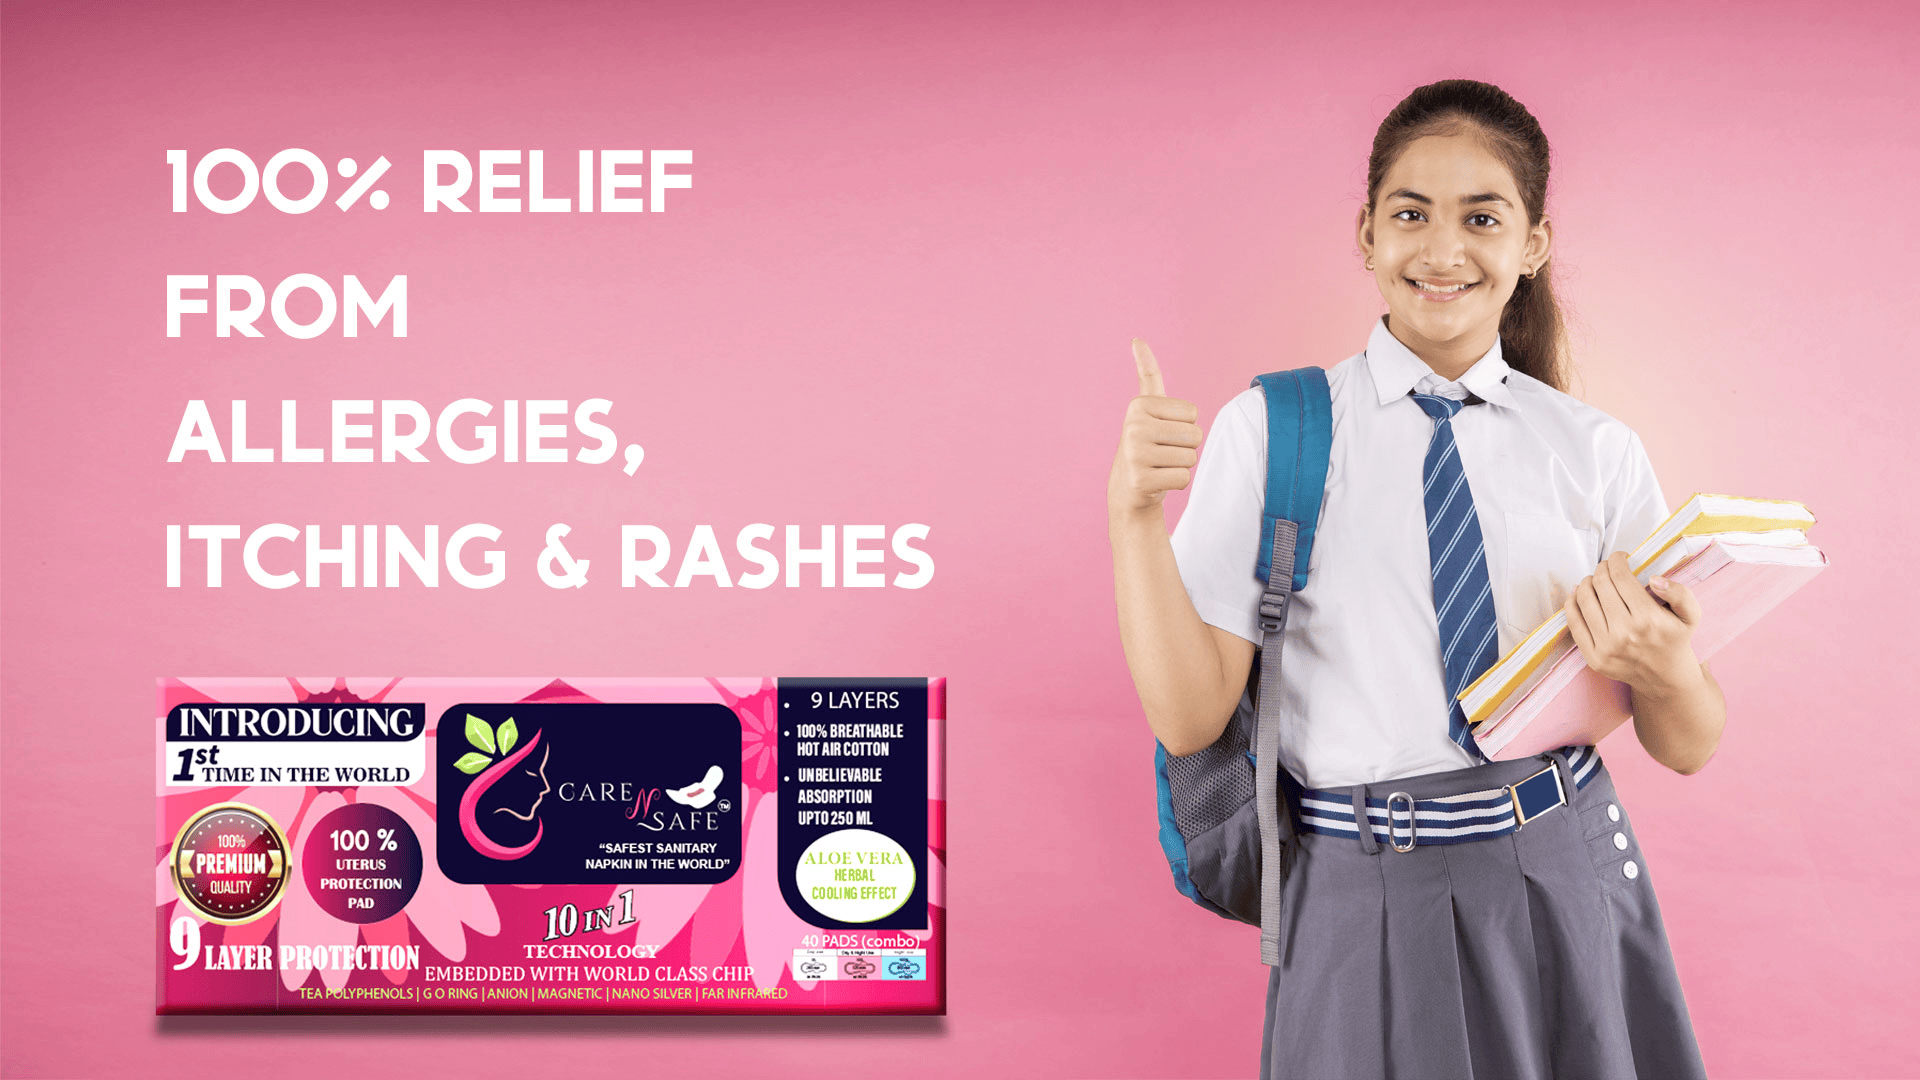 100% RELIEF
FROM
ALLERGIES,
ITCHING & RASHES
INTRODUCING
1st
TIME IN THE WORLD
100%
PREMIUM
QUALITY
100 %
UTERUS
PROTECTION
PAD
9 LAYER PROTECTION
CARE N
SAFE
TM
“SAFEST SANITARY
NAPKIN IN THE WORLD”
10 IN 1
TECHNOLOGY
EMBEDDED WITH WORLD CLASS CHIP
TEA POLYPHENOLS | G O RING | ANION | MAGNETIC | NANO SILVER | FAR INFRARED
• 9 LAYERS
• 100% BREATHABLE
HOT AIR COTTON
• UNBELIEVABLE
ABSORPTION
UPTO 250 ML
ALOE VERA
HERBAL
COOLING EFFECT
40 PADS (combo)